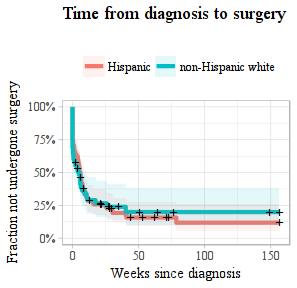 Time from diagnosis to surgery
Hispanic non-Hispanic white
Fraction not undergone surgery
100%
75%
50%
25%
0%
0 50 100 150
Weeks since diagnosis